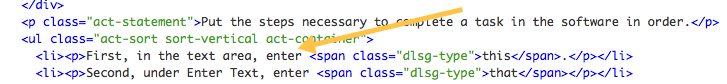 </div>
<p class="act-statement">Put the steps necessary to complete a task in the software in order.</p>
<ul class="act-sort sort-vertical act-container">
<li><p>First, in the text area, enter <span class="dlsg-type">this</span>.</p></li>
<li><p>Second, under Enter Text, enter <span class="dlsg-type">that</span></p></li>